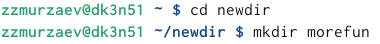 zzmurzaev@dk3n51 ~ $ cd newdir
zzmurzaev@dk3n51 ~/newdir $ mkdir morefun